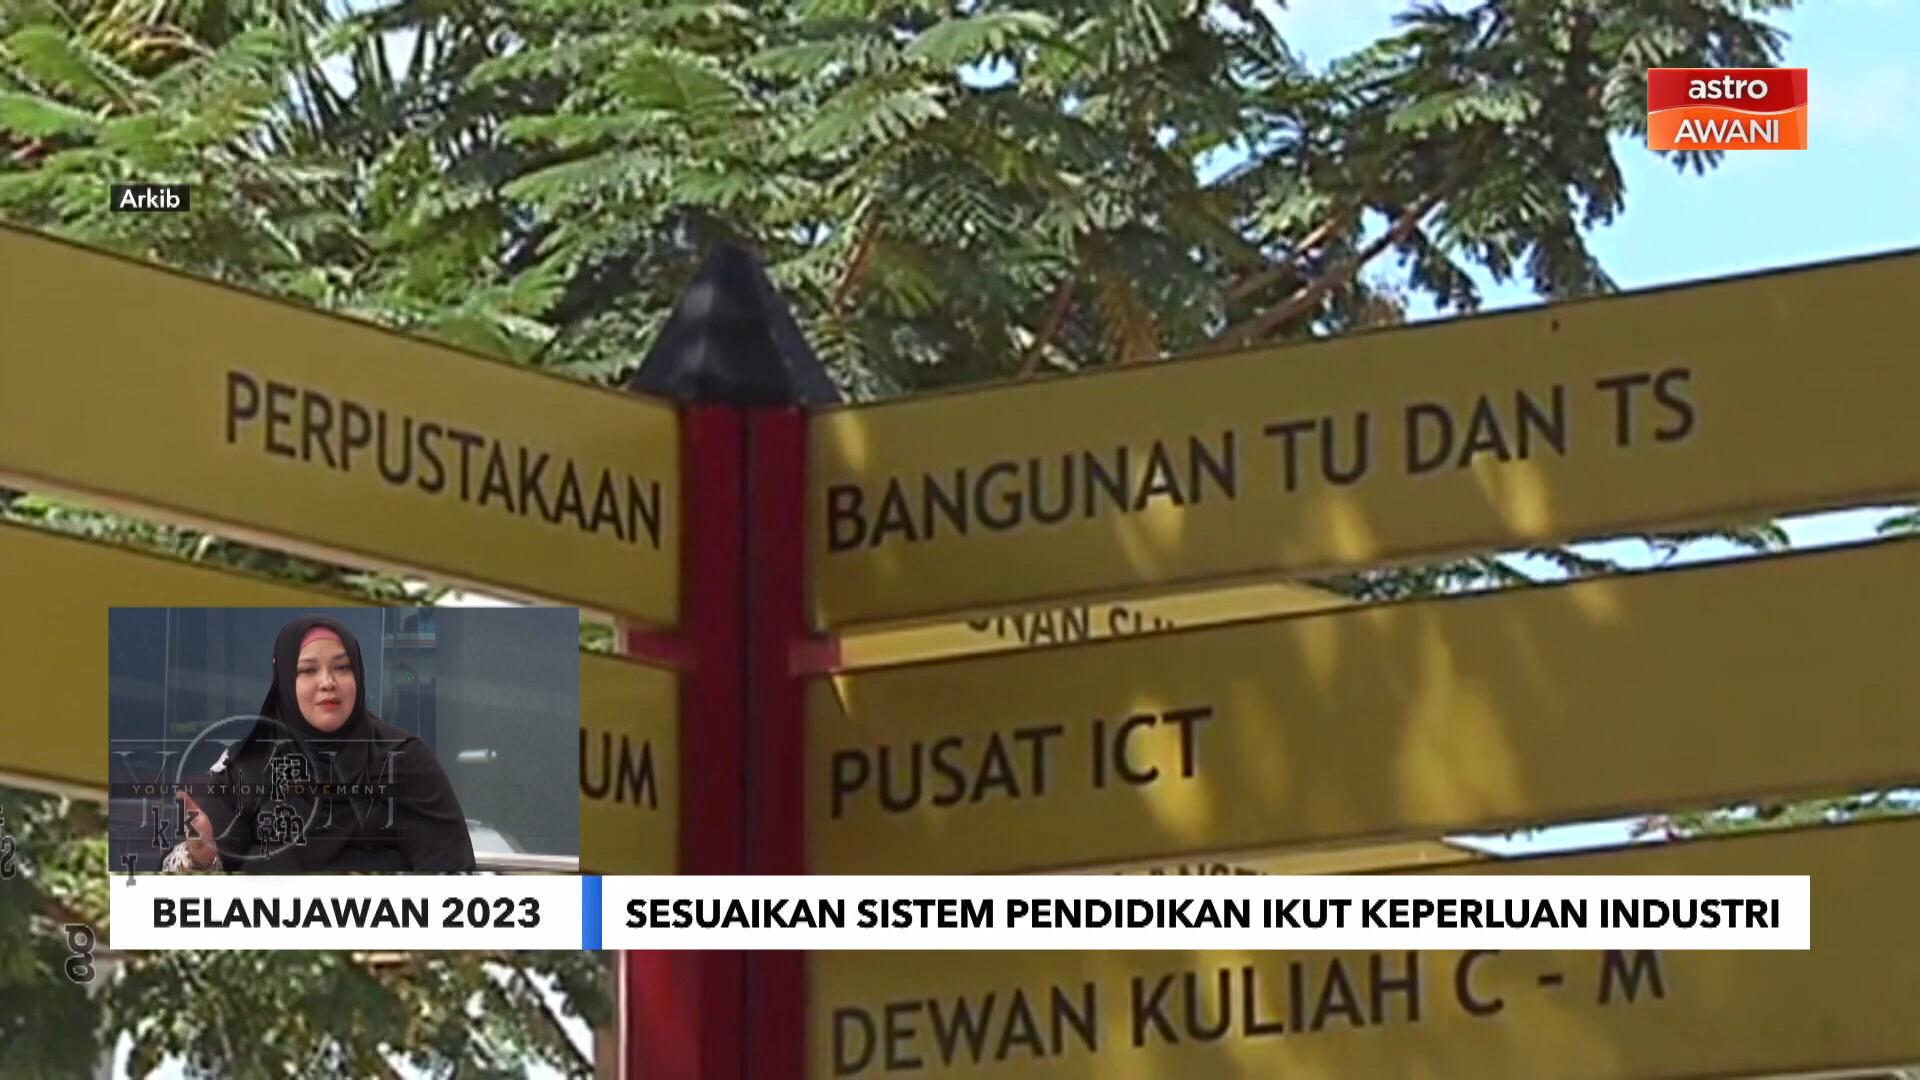 astro
AWANI
Arkib
PERPUSTAKAAN
BANGUNAN TU DAN TS
UM
PUSAT ICT
YOUTH XTION MOVEMENT
BELANJAWAN 2023
SESUAIKAN SISTEM PENDIDIKAN IKUT KEPERLUAN INDUSTRI
DEWAN KULIAH C - M